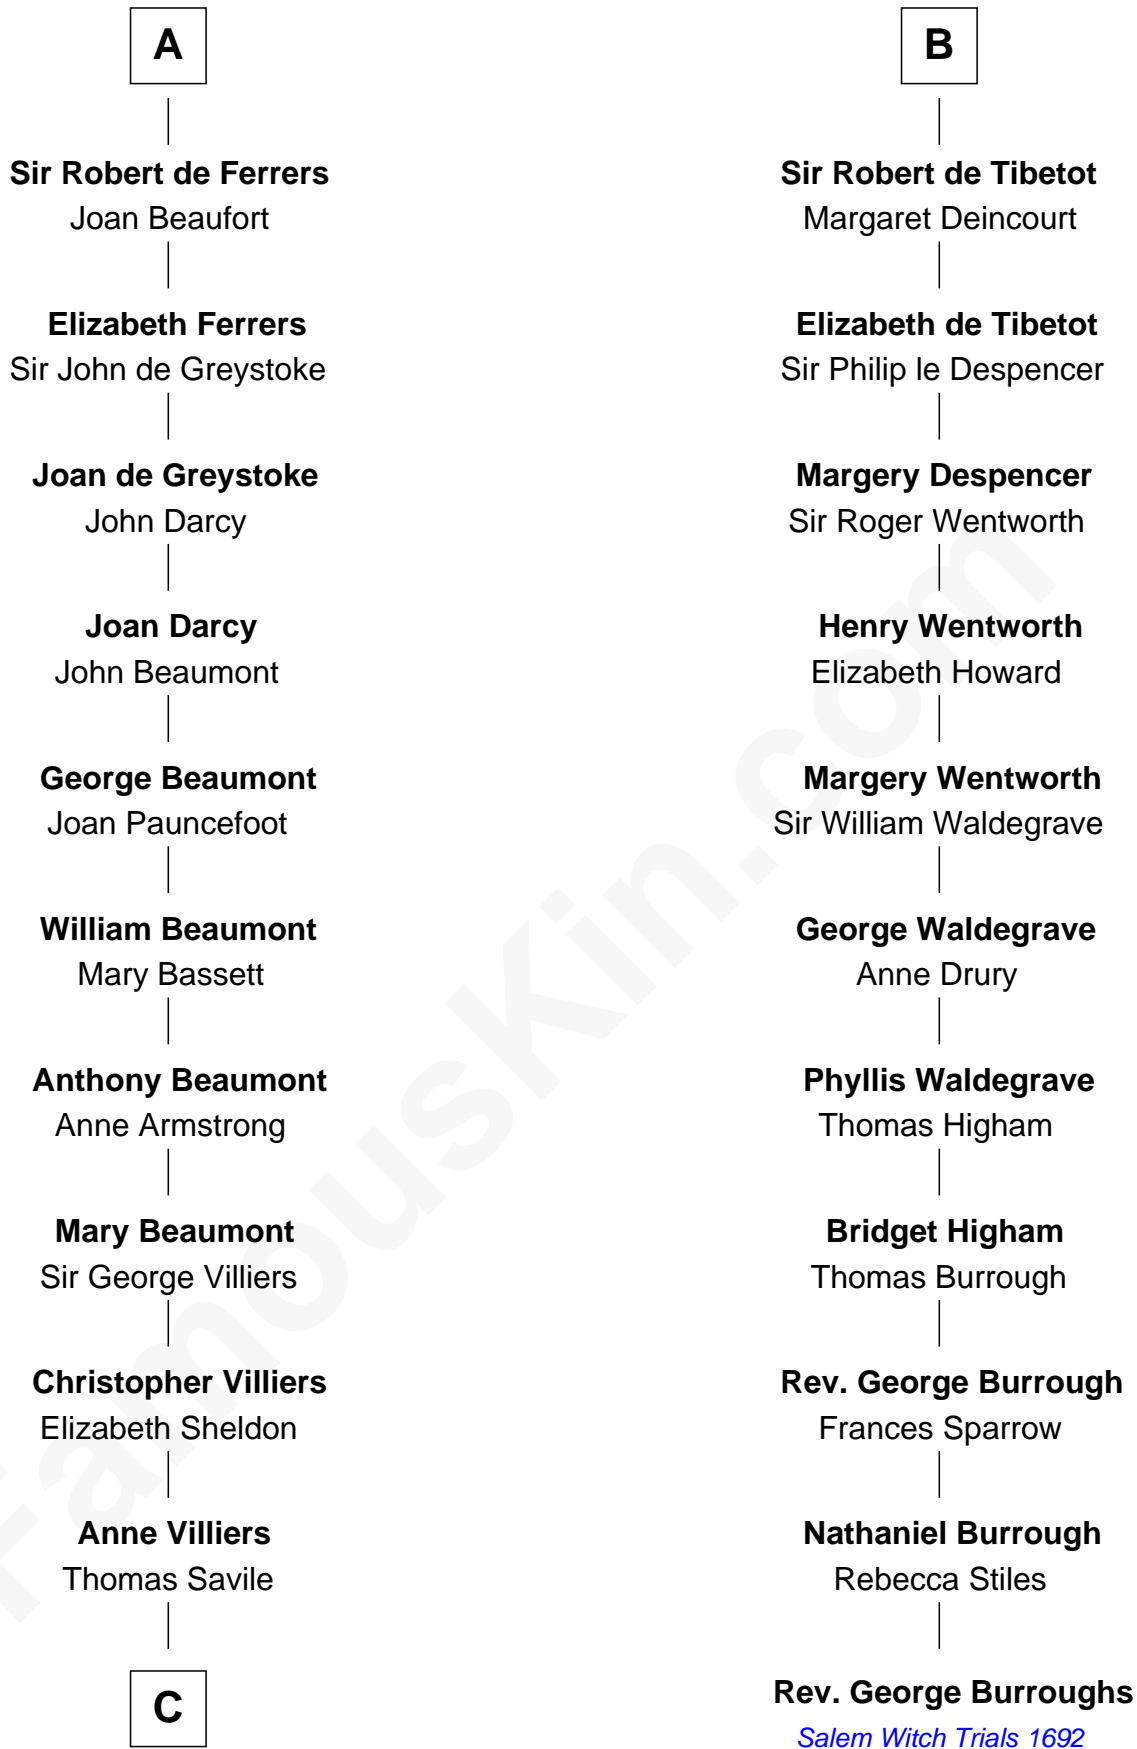 A
Sir Robert de Ferrers
Joan Beaufort
Elizabeth Ferrers
Sir John de Greystoke
Joan de Greystoke
John Darcy
Joan Darcy
John Beaumont
George Beaumont
Joan Pauncefoot
William Beaumont
Mary Bassett
Anthony Beaumont
Anne Armstrong
Mary Beaumont
Sir George Villiers
Christopher Villiers
Elizabeth Sheldon
Anne Villiers
Thomas Savile
C
B
Sir Robert de Tibetot
Margaret Deincourt
Elizabeth de Tibetot
Sir Philip le Despencer
Margery Despencer
Sir Roger Wentworth
Henry Wentworth
Elizabeth Howard
Margery Wentworth
Sir William Waldegrave
George Waldegrave
Anne Drury
Phyllis Waldegrave
Thomas Higham
Bridget Higham
Thomas Burrough
Rev. George Burrough
Frances Sparrow
Nathaniel Burrough
Rebecca Stiles
Rev. George Burroughs
Salem Witch Trials 1692
FamousKin.com